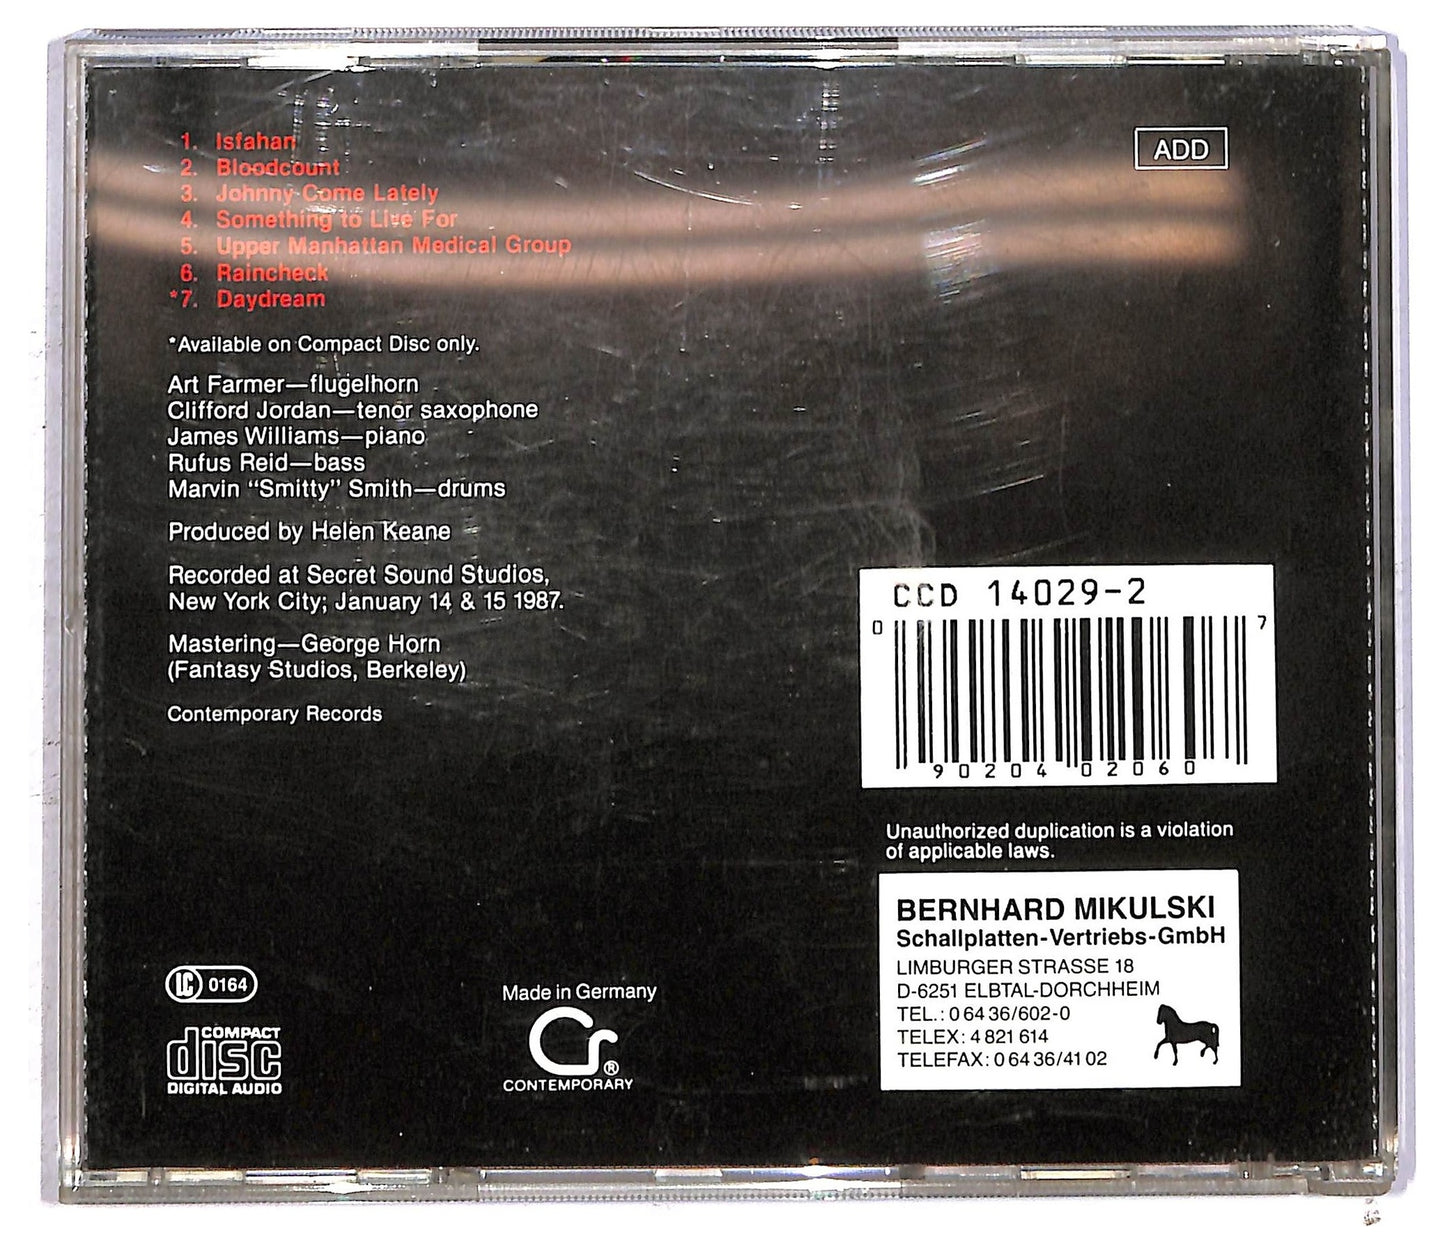 1. Isfahan
2. Bloodcount
3. Johnny Come Lately
4. Something to Live For
5. Upper Manhattan Medical Group
6. Raincheck
*7. Daydream
*Available on Compact Disc only.
Art Farmer—flugelhorn
Clifford Jordan—tenor saxophone
James Williams—piano
Rufus Reid—bass
Marvin “Smitty” Smith—drums
Produced by Helen Keane
Recorded at Secret Sound Studios,
New York City; January 14 & 15 1987.
Mastering—George Horn
(Fantasy Studios, Berkeley)
Contemporary Records
LC 0164
COMPACT
disc
DIGITAL AUDIO
Made in Germany
Cr®
CONTEMPORARY
ADD
CCD 14029-2
0 90204 02060 7
Unauthorized duplication is a violation
of applicable laws.
BERNHARD MIKULSKI
Schallplatten-Vertriebs-GmbH
LIMBURGER STRASSE 18
D-6251 ELBTAL-DORCHHEIM
TEL.: 0 64 36/602-0
TELEX: 4 821 614
TELEFAX: 0 64 36/41 02